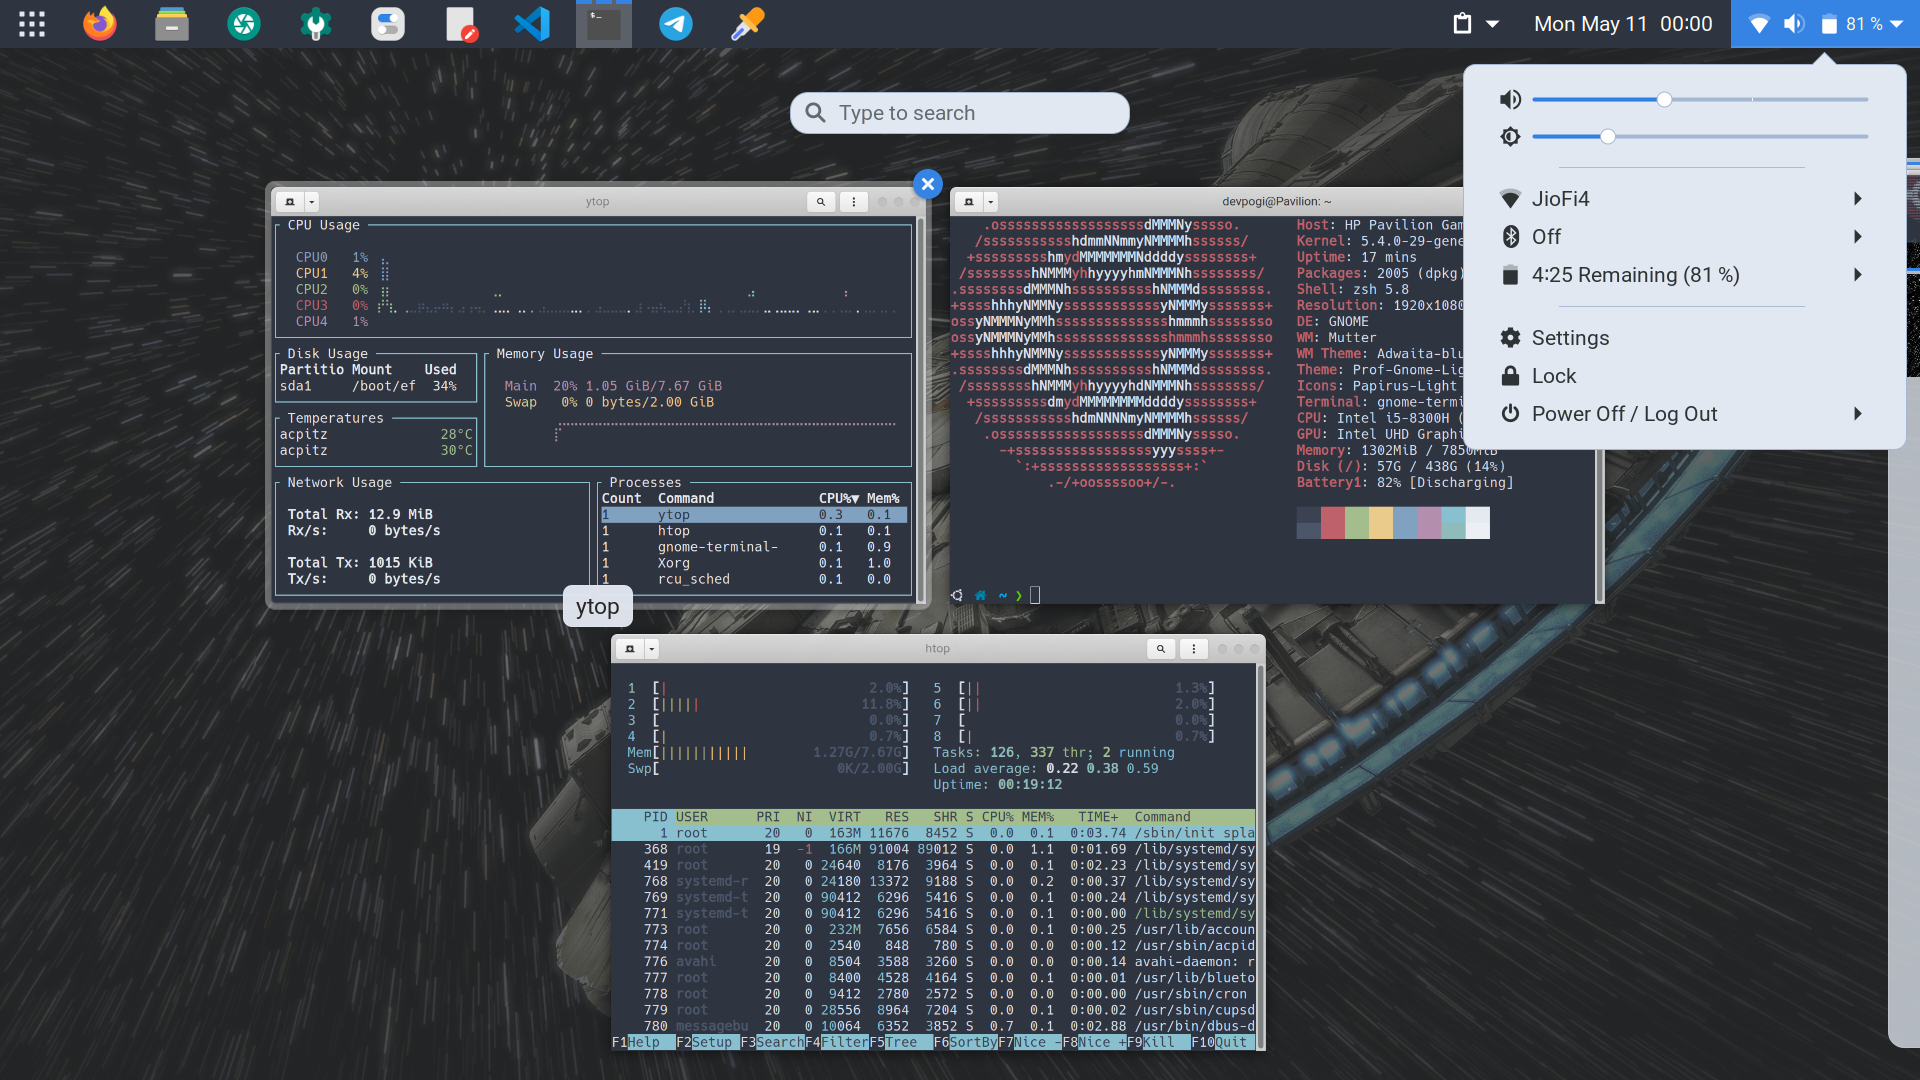 Mon May 11  00:00
81 %
Type to search
JioFi4
Off
4:25 Remaining (81 %)
Settings
Lock
Power Off / Log Out
ytop
CPU Usage
CPU0 1%
CPU1 4%
CPU2 0%
CPU3 0%
CPU4 1%
Disk Usage
Partitio Mount Used
sda1 /boot/ef 34%
Memory Usage
Main 20% 1.05 GiB/7.67 GiB
Swap 0% 0 bytes/2.00 GiB
Temperatures
acpitz 28°C
acpitz 30°C
Network Usage
Total Rx: 12.9 MiB
Rx/s: 0 bytes/s
Total Tx: 1015 KiB
Tx/s: 0 bytes/s
Processes
Count Command CPU%▼ Mem%
1 ytop 0.3 0.1
1 htop 0.1 0.1
1 gnome-terminal- 0.1 0.9
1 Xorg 0.1 1.0
1 rcu_sched 0.1 0.0
ytop
devpogi@Pavilion: ~
.osssssssssssssssssssdMMMNysssso.
/ssssssssssshdmmNNmmyNMMMMhssssss/
+ssssssssshmydMMMMMMMNddddyssssssss+
/sssssssshNMMMyhhyyyyhmNMMMNhssssssss/
.ssssssssdMMMNhsssssssssshNMMMdssssssss.
+sssshhhyNMMNyssssssssssssyNMMMysssssss+
ossyNMMMNyMMhsssssssssssssshmmmhssssssso
ossyNMMMNyMMhsssssssssssssshmmmhssssssso
+sssshhhyNMMNyssssssssssssyNMMMysssssss+
.ssssssssdMMMNhsssssssssshNMMMdssssssss.
/sssssssshNMMMyhhyyyyhdNMMMNhssssssss/
+sssssssssdmydMMMMMMMMddddyssssssss+
/ssssssssssshdmNNNNmyNMMMMhssssss/
.osssssssssssssssssssdMMMNysssso.
-+sssssssssssssssssyyyssss+-
`:+ssssssssssssssssss+:`
.-/+oossssoo+/-.
Host: HP Pavilion Gam
Kernel: 5.4.0-29-gene
Uptime: 17 mins
Packages: 2005 (dpkg)
Shell: zsh 5.8
Resolution: 1920x1080
DE: GNOME
WM: Mutter
WM Theme: Adwaita-blu
Theme: Prof-Gnome-Lig
Icons: Papirus-Light
Terminal: gnome-termi
CPU: Intel i5-8300H (
GPU: Intel UHD Graphi
Memory: 1302MiB / 7850MiB
Disk (/): 57G / 438G (14%)
Battery1: 82% [Discharging]
~ ❯
htop
1 [| 2.0%] 5 [|| 1.3%]
2 [||||| 11.8%] 6 [|| 2.0%]
3 [ 0.0%] 7 [ 0.0%]
4 [| 0.7%] 8 [| 0.7%]
Mem[||||||||||| 1.27G/7.67G] Tasks: 126, 337 thr; 2 running
Swp[ 0K/2.00G] Load average: 0.22 0.38 0.59
Uptime: 00:19:12
PID USER PRI NI VIRT RES SHR S CPU% MEM% TIME+ Command
1 root 20 0 163M 11676 8452 S 0.0 0.1 0:03.74 /sbin/init spla
368 root 19 -1 166M 91004 89012 S 0.0 1.1 0:01.69 /lib/systemd/sy
419 root 20 0 24640 8176 3964 S 0.0 0.1 0:02.23 /lib/systemd/sy
768 systemd-r 20 0 24180 13372 9188 S 0.0 0.2 0:00.37 /lib/systemd/sy
769 systemd-t 20 0 90412 6296 5416 S 0.0 0.1 0:00.24 /lib/systemd/sy
771 systemd-t 20 0 90412 6296 5416 S 0.0 0.1 0:00.00 /lib/systemd/sy
773 root 20 0 232M 7656 6584 S 0.0 0.1 0:00.25 /usr/lib/accoun
774 root 20 0 2540 848 780 S 0.0 0.0 0:00.12 /usr/sbin/acpid
776 avahi 20 0 8504 3588 3260 S 0.0 0.0 0:00.14 avahi-daemon: r
777 root 20 0 8400 4528 4164 S 0.0 0.1 0:00.01 /usr/lib/blueto
778 root 20 0 9412 2780 2572 S 0.0 0.0 0:00.00 /usr/sbin/cron
779 root 20 0 28556 8964 7204 S 0.0 0.1 0:00.02 /usr/sbin/cupsd
780 messagebu 20 0 10064 6352 3852 S 0.7 0.1 0:02.88 /usr/bin/dbus-d
F1Help F2Setup F3SearchF4FilterF5Tree F6SortByF7Nice -F8Nice +F9Kill F10Quit